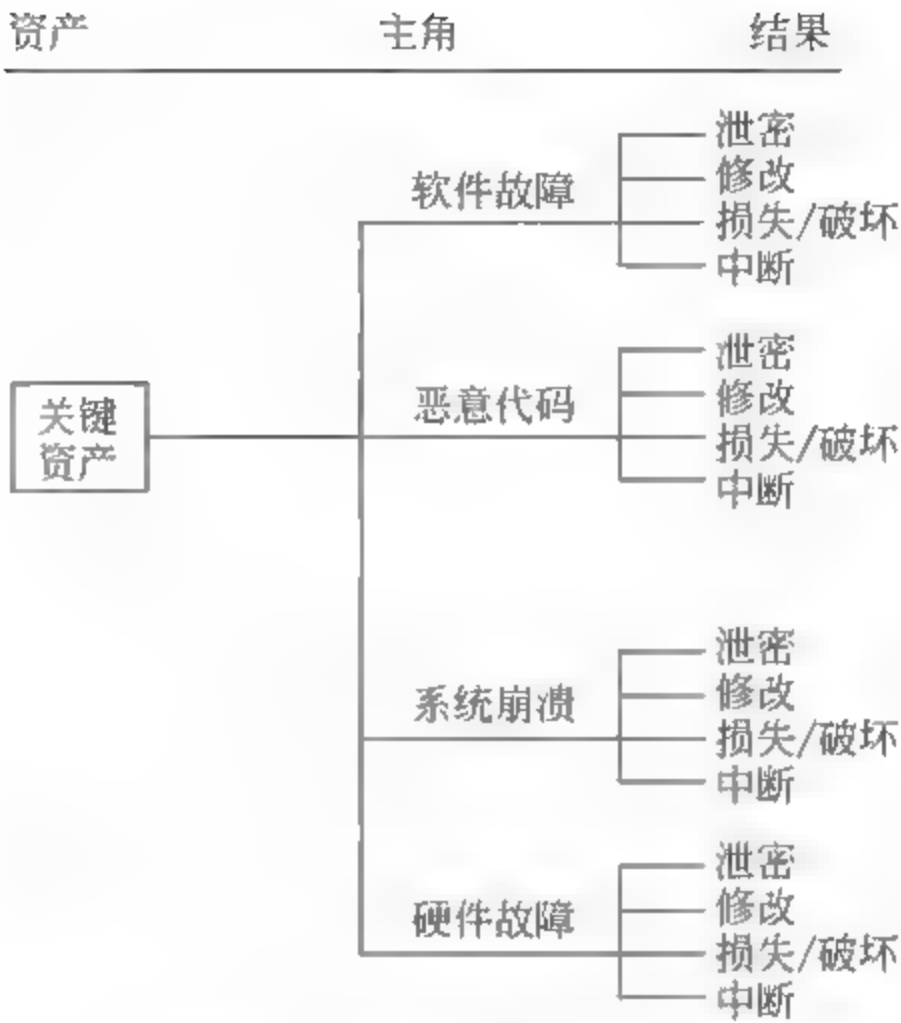 资产 主角 结果
软件故障
泄密
修改
损失/破坏
中断
关键
资产
恶意代码
泄密
修改
损失/破坏
中断
系统崩溃
泄密
修改
损失/破坏
中断
硬件故障
泄密
修改
损失/破坏
中断